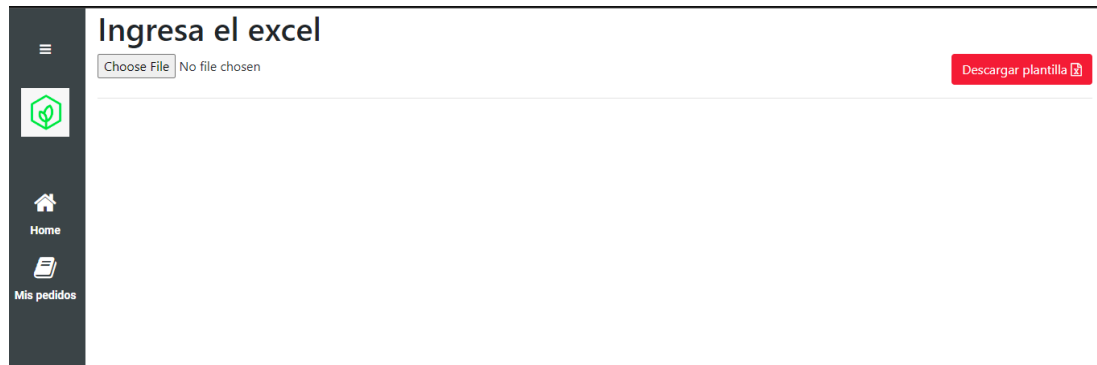 Ingresa el excel
Choose File No file chosen
Descargar plantilla
Home
Mis pedidos